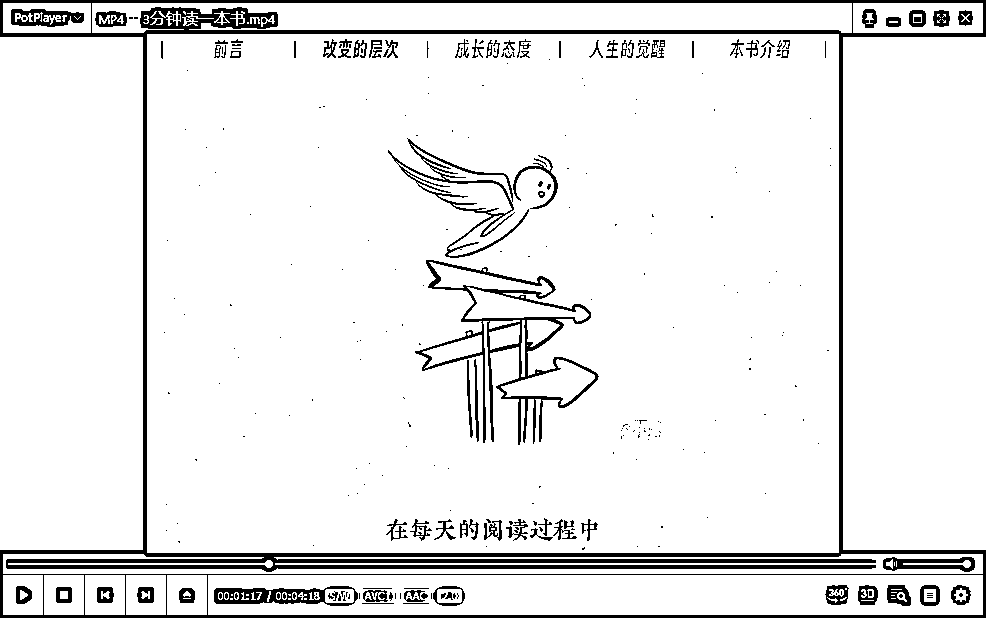 PotPlayer
MP4 -- 3分钟读一本书.mp4
前言 改变的层次 成长的态度 人生的觉醒 本书介绍
在每天的阅读过程中
00:01:17 / 00:04:18 S/W AVC1 AAC
360° 3D